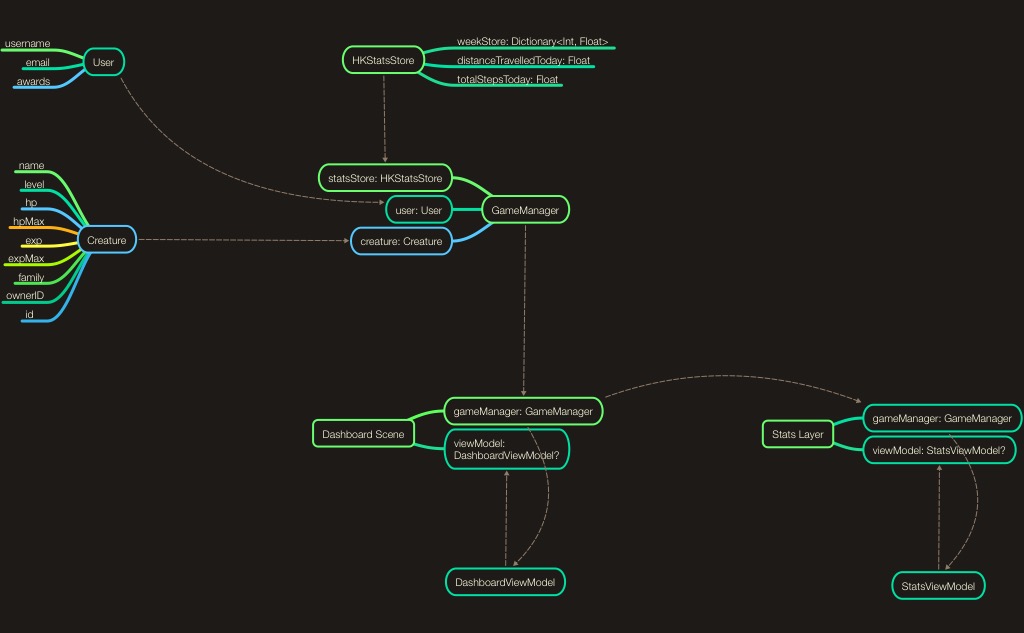 username
email
awards
User
HKStatsStore
weekStore: Dictionary<Int, Float>
distanceTravelledToday: Float
totalStepsToday: Float
name
level
hp
hpMax
exp
expMax
family
ownerID
id
Creature
statsStore: HKStatsStore
user: User
creature: Creature
GameManager
Dashboard Scene
gameManager: GameManager
viewModel:
DashboardViewModel?
DashboardViewModel
Stats Layer
gameManager: GameManager
viewModel: StatsViewModel?
StatsViewModel